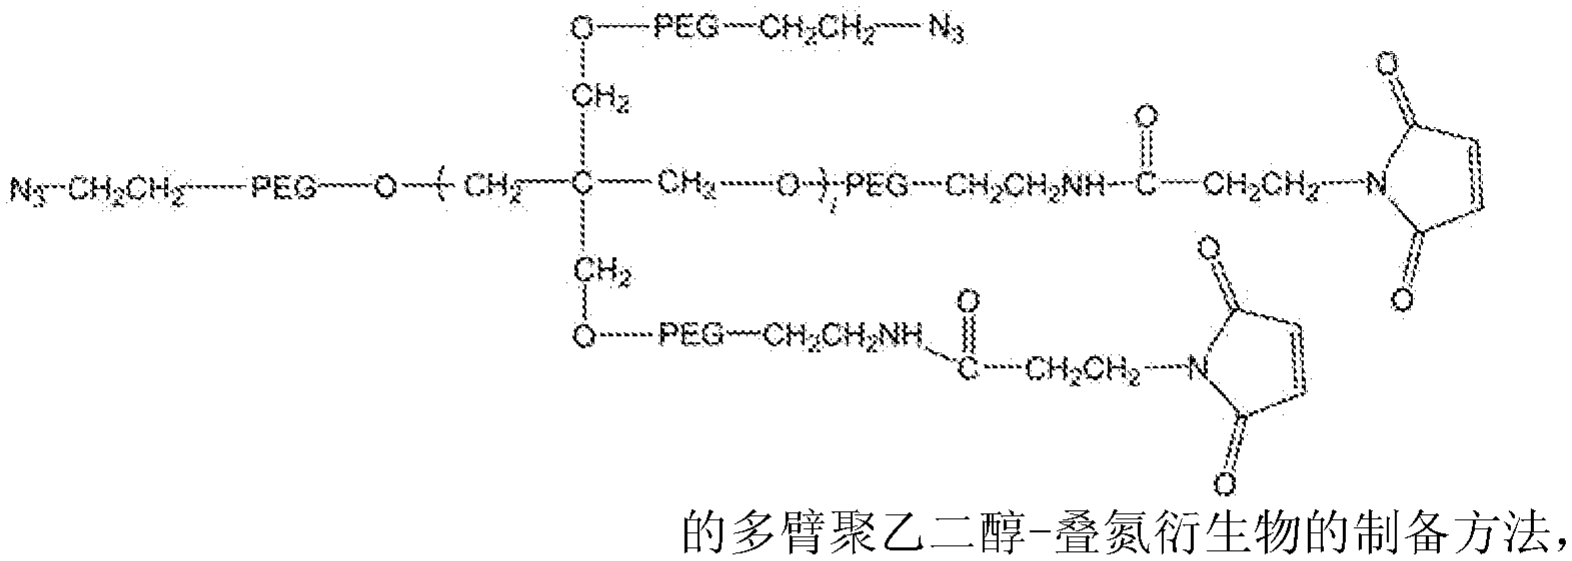 O—PEG—CH₂CH₂—N₃
CH₂
O
O
N₃—CH₂CH₂—PEG—O—(CH₂—C—CH₂—O)ₗPEG—CH₂CH₂NH—C—CH₂CH₂—N
CH₂
O
O
O
O—PEG—CH₂CH₂NH
C—CH₂CH₂—N
O
的多臂聚乙二醇-叠氮衍生物的制备方法，